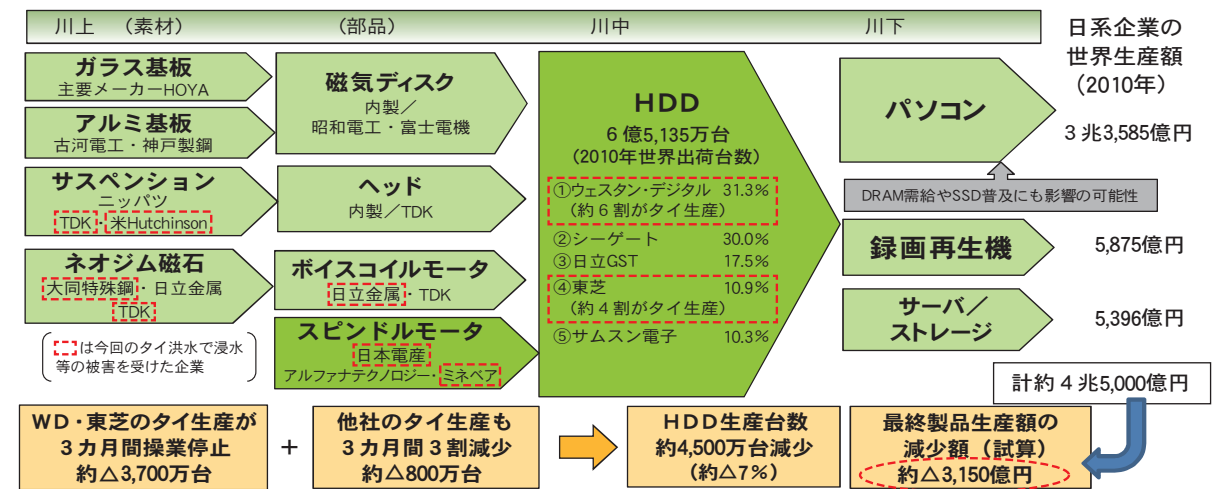 川上　（素材）
（部品）
川中
川下
日系企業の
世界生産額
（2010年）
ガラス基板
主要メーカーHOYA
アルミ基板
古河電工・神戸製鋼
サスペンション
ニッパツ
TDK・米Hutchinson
ネオジム磁石
大同特殊鋼・日立金属
TDK
は今回のタイ洪水で浸水
等の被害を受けた企業
磁気ディスク
内製／
昭和電工・富士電機
ヘッド
内製／TDK
ボイスコイルモータ
日立金属・TDK
スピンドルモータ
日本電産
アルファナテクノロジー・ミネベア
ＨＤＤ
６億5,135万台
（2010年世界出荷台数）
①ウェスタン・デジタル 31.3%
（約６割がタイ生産）
②シーゲート 30.0%
③日立GST 17.5%
④東芝 10.9%
（約４割がタイ生産）
⑤サムスン電子 10.3%
パソコン
３兆3,585億円
DRAM需給やSSD普及にも影響の可能性
録画再生機
5,875億円
サーバ／
ストレージ
5,396億円
計約４兆5,000億円
ＷＤ・東芝のタイ生産が
３カ月間操業停止
約△3,700万台
＋
他社のタイ生産も
３カ月間３割減少
約△800万台
ＨＤＤ生産台数
約4,500万台減少
（約△7％）
最終製品生産額の
減少額（試算）
約△3,150億円